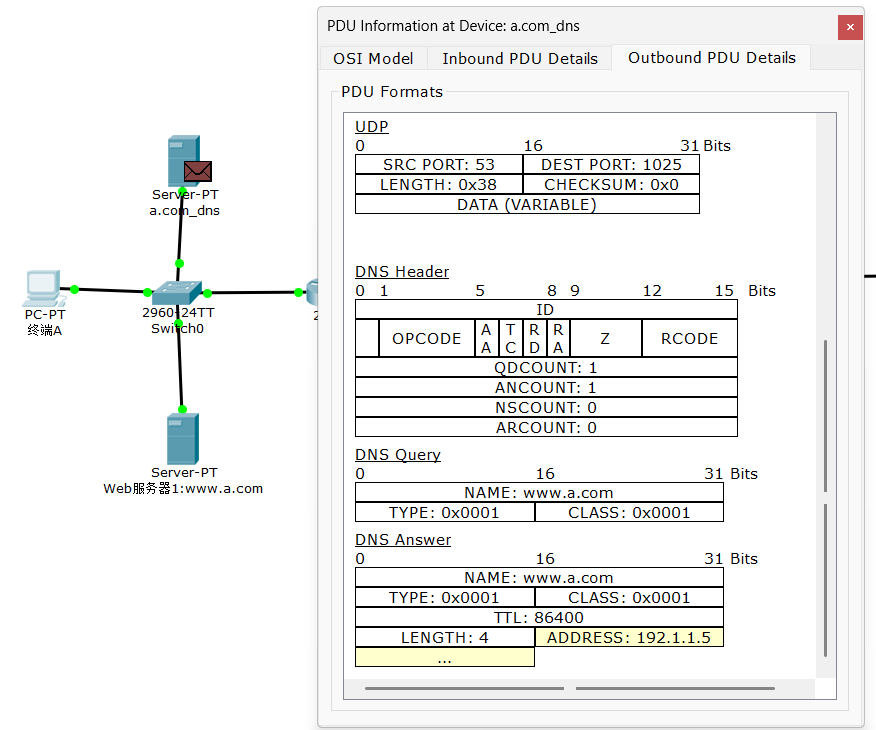 PDU Information at Device: a.com_dns
OSI Model Inbound PDU Details Outbound PDU Details
PDU Formats
UDP
0 16 31 Bits
SRC PORT: 53 DEST PORT: 1025
LENGTH: 0x38 CHECKSUM: 0x0
DATA (VARIABLE)
DNS Header
0 1 5 8 9 12 15 Bits
ID
OPCODE AA TC RD RA Z RCODE
QDCOUNT: 1
ANCOUNT: 1
NSCOUNT: 0
ARCOUNT: 0
DNS Query
0 16 31 Bits
NAME: www.a.com
TYPE: 0x0001 CLASS: 0x0001
DNS Answer
0 16 31 Bits
NAME: www.a.com
TYPE: 0x0001 CLASS: 0x0001
TTL: 86400
LENGTH: 4 ADDRESS: 192.1.1.5
...
Server-PT
a.com_dns
PC-PT
终端A
2960-24TT
Switch0
2
Server-PT
Web服务器1:www.a.com